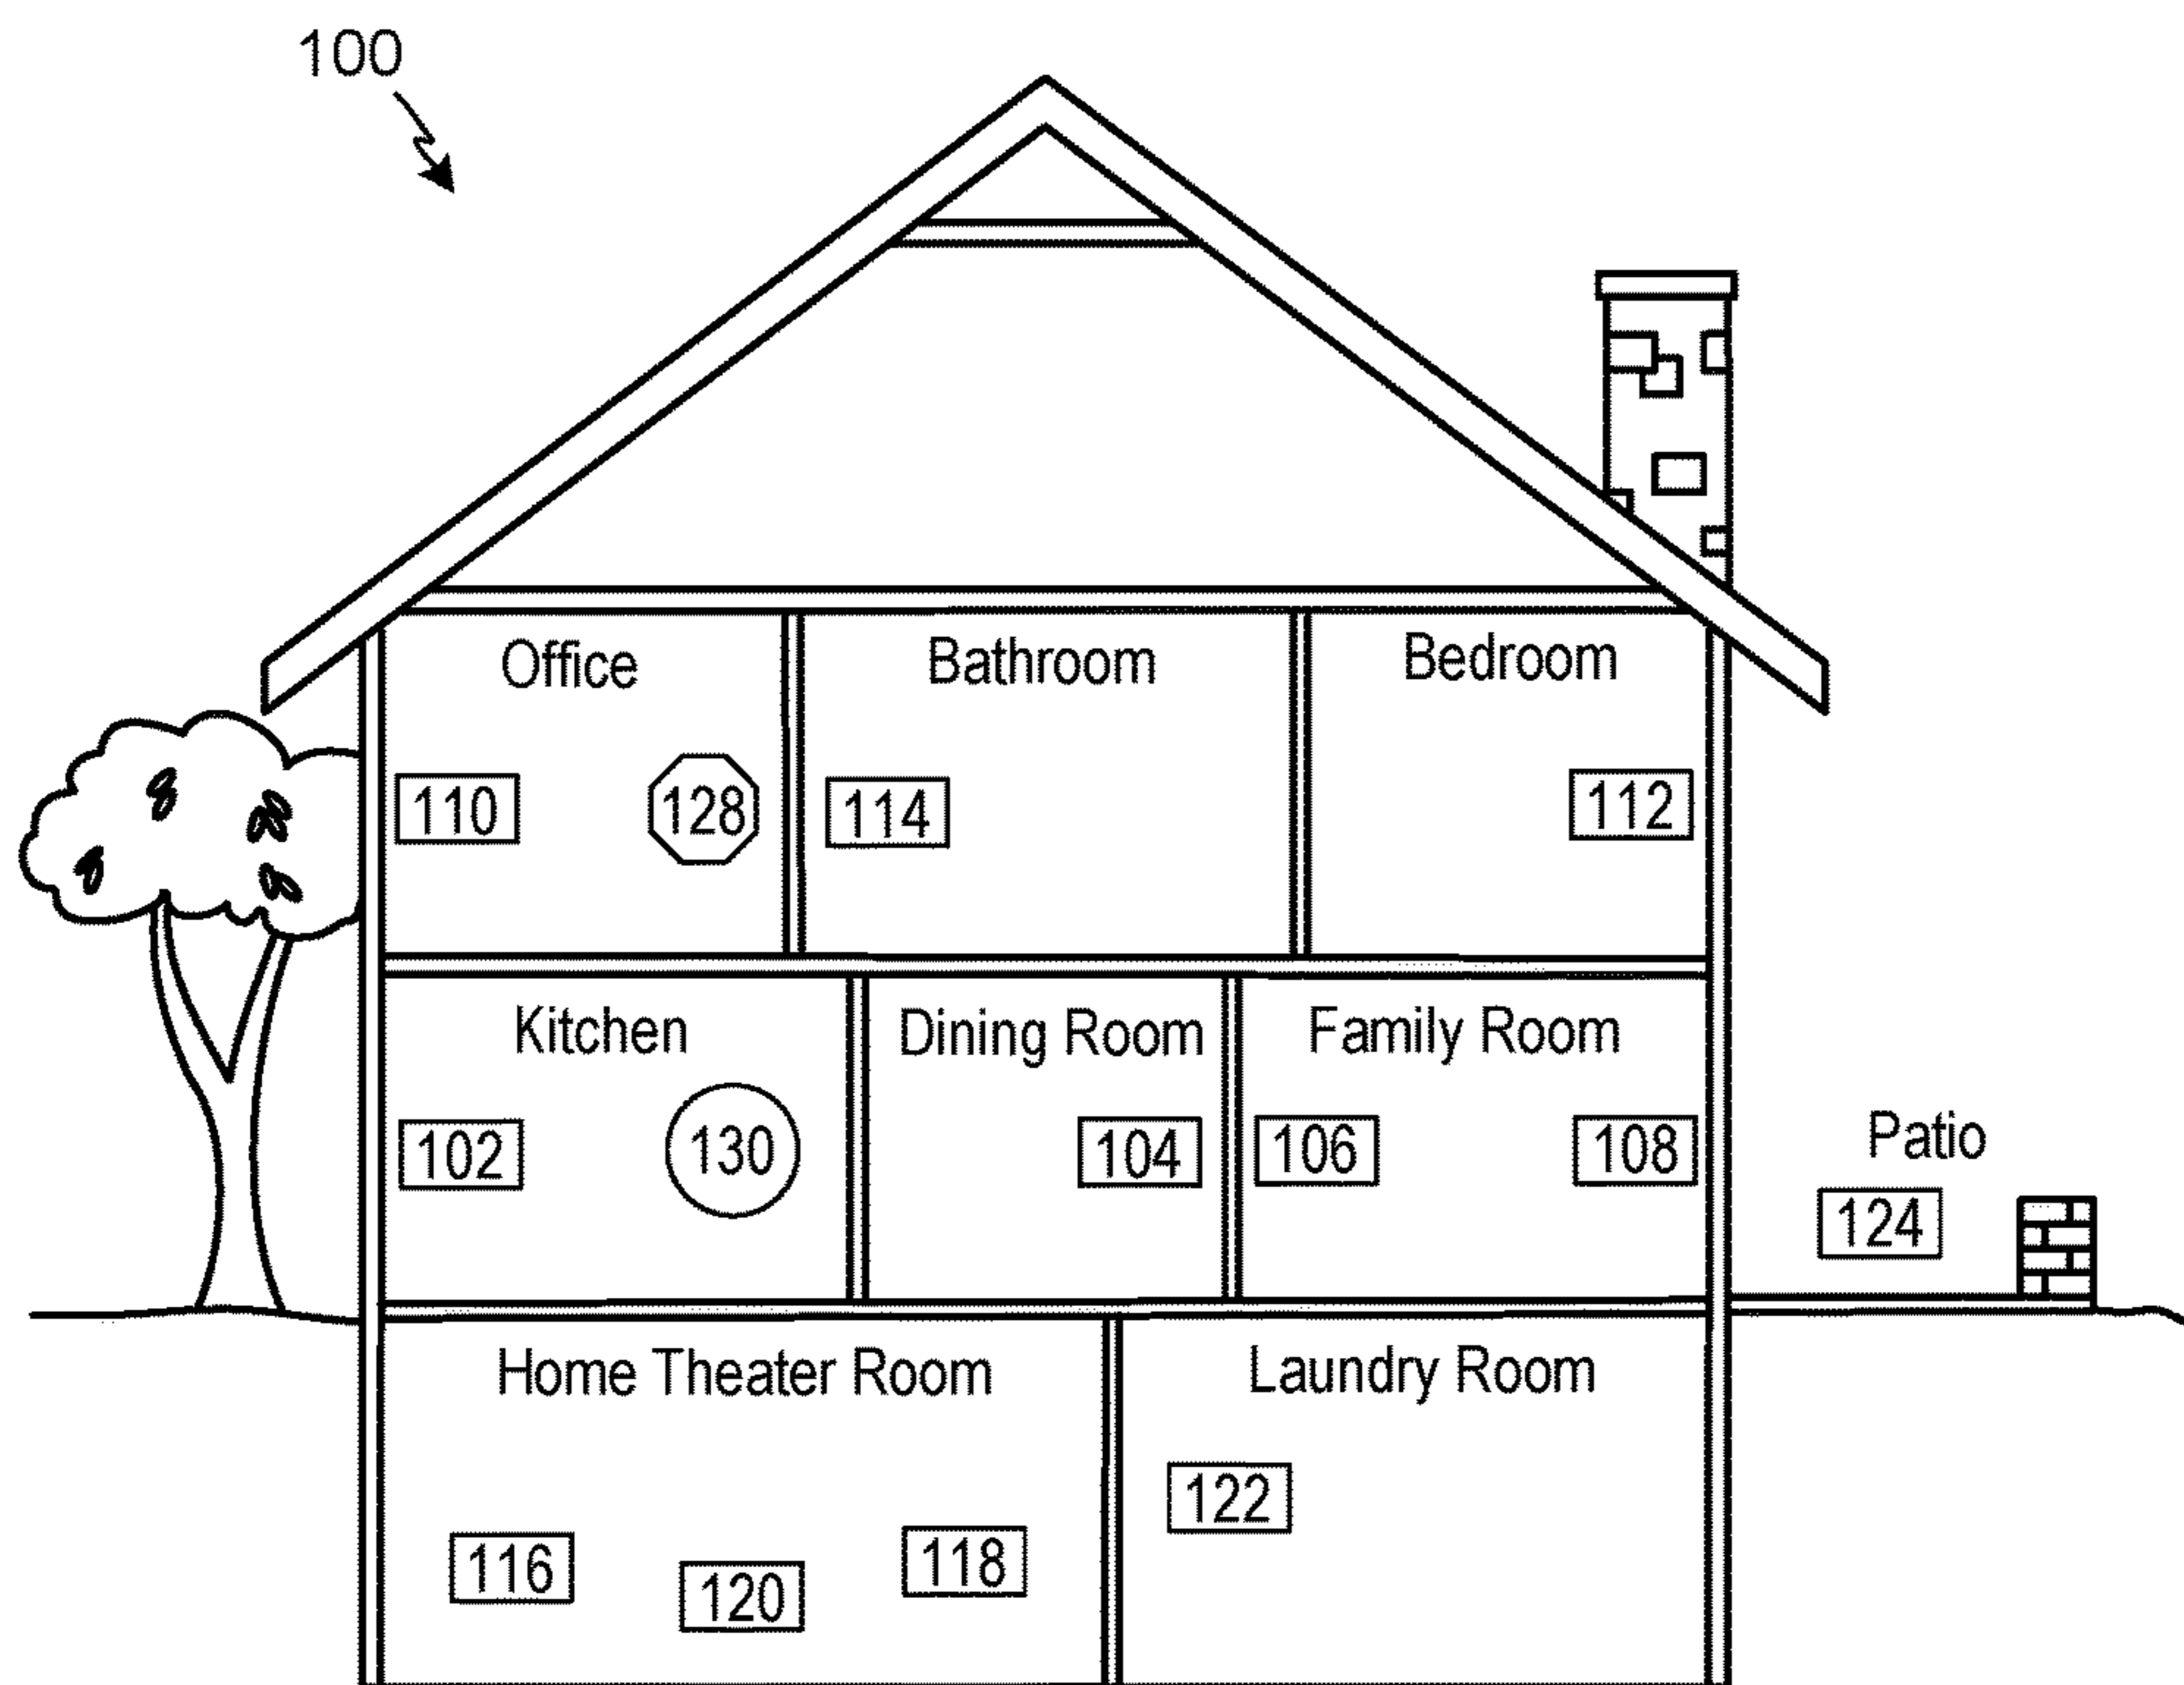 100
Office
Bathroom
Bedroom
110
128
114
112
Kitchen
Dining Room
Family Room
102
130
104
106
108
Patio
124
Home Theater Room
Laundry Room
116
120
118
122